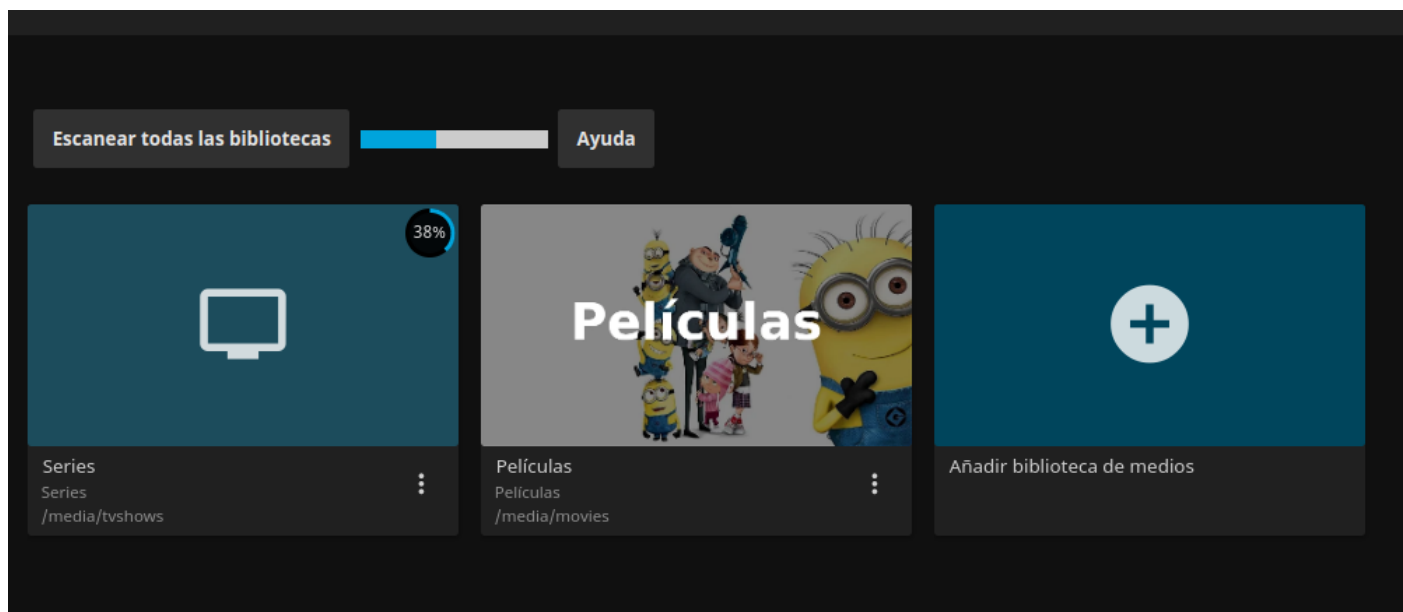 Escanear todas las bibliotecas
Ayuda
38%
Películas
Series
Series
/media/tvshows
Películas
Películas
/media/movies
Añadir biblioteca de medios